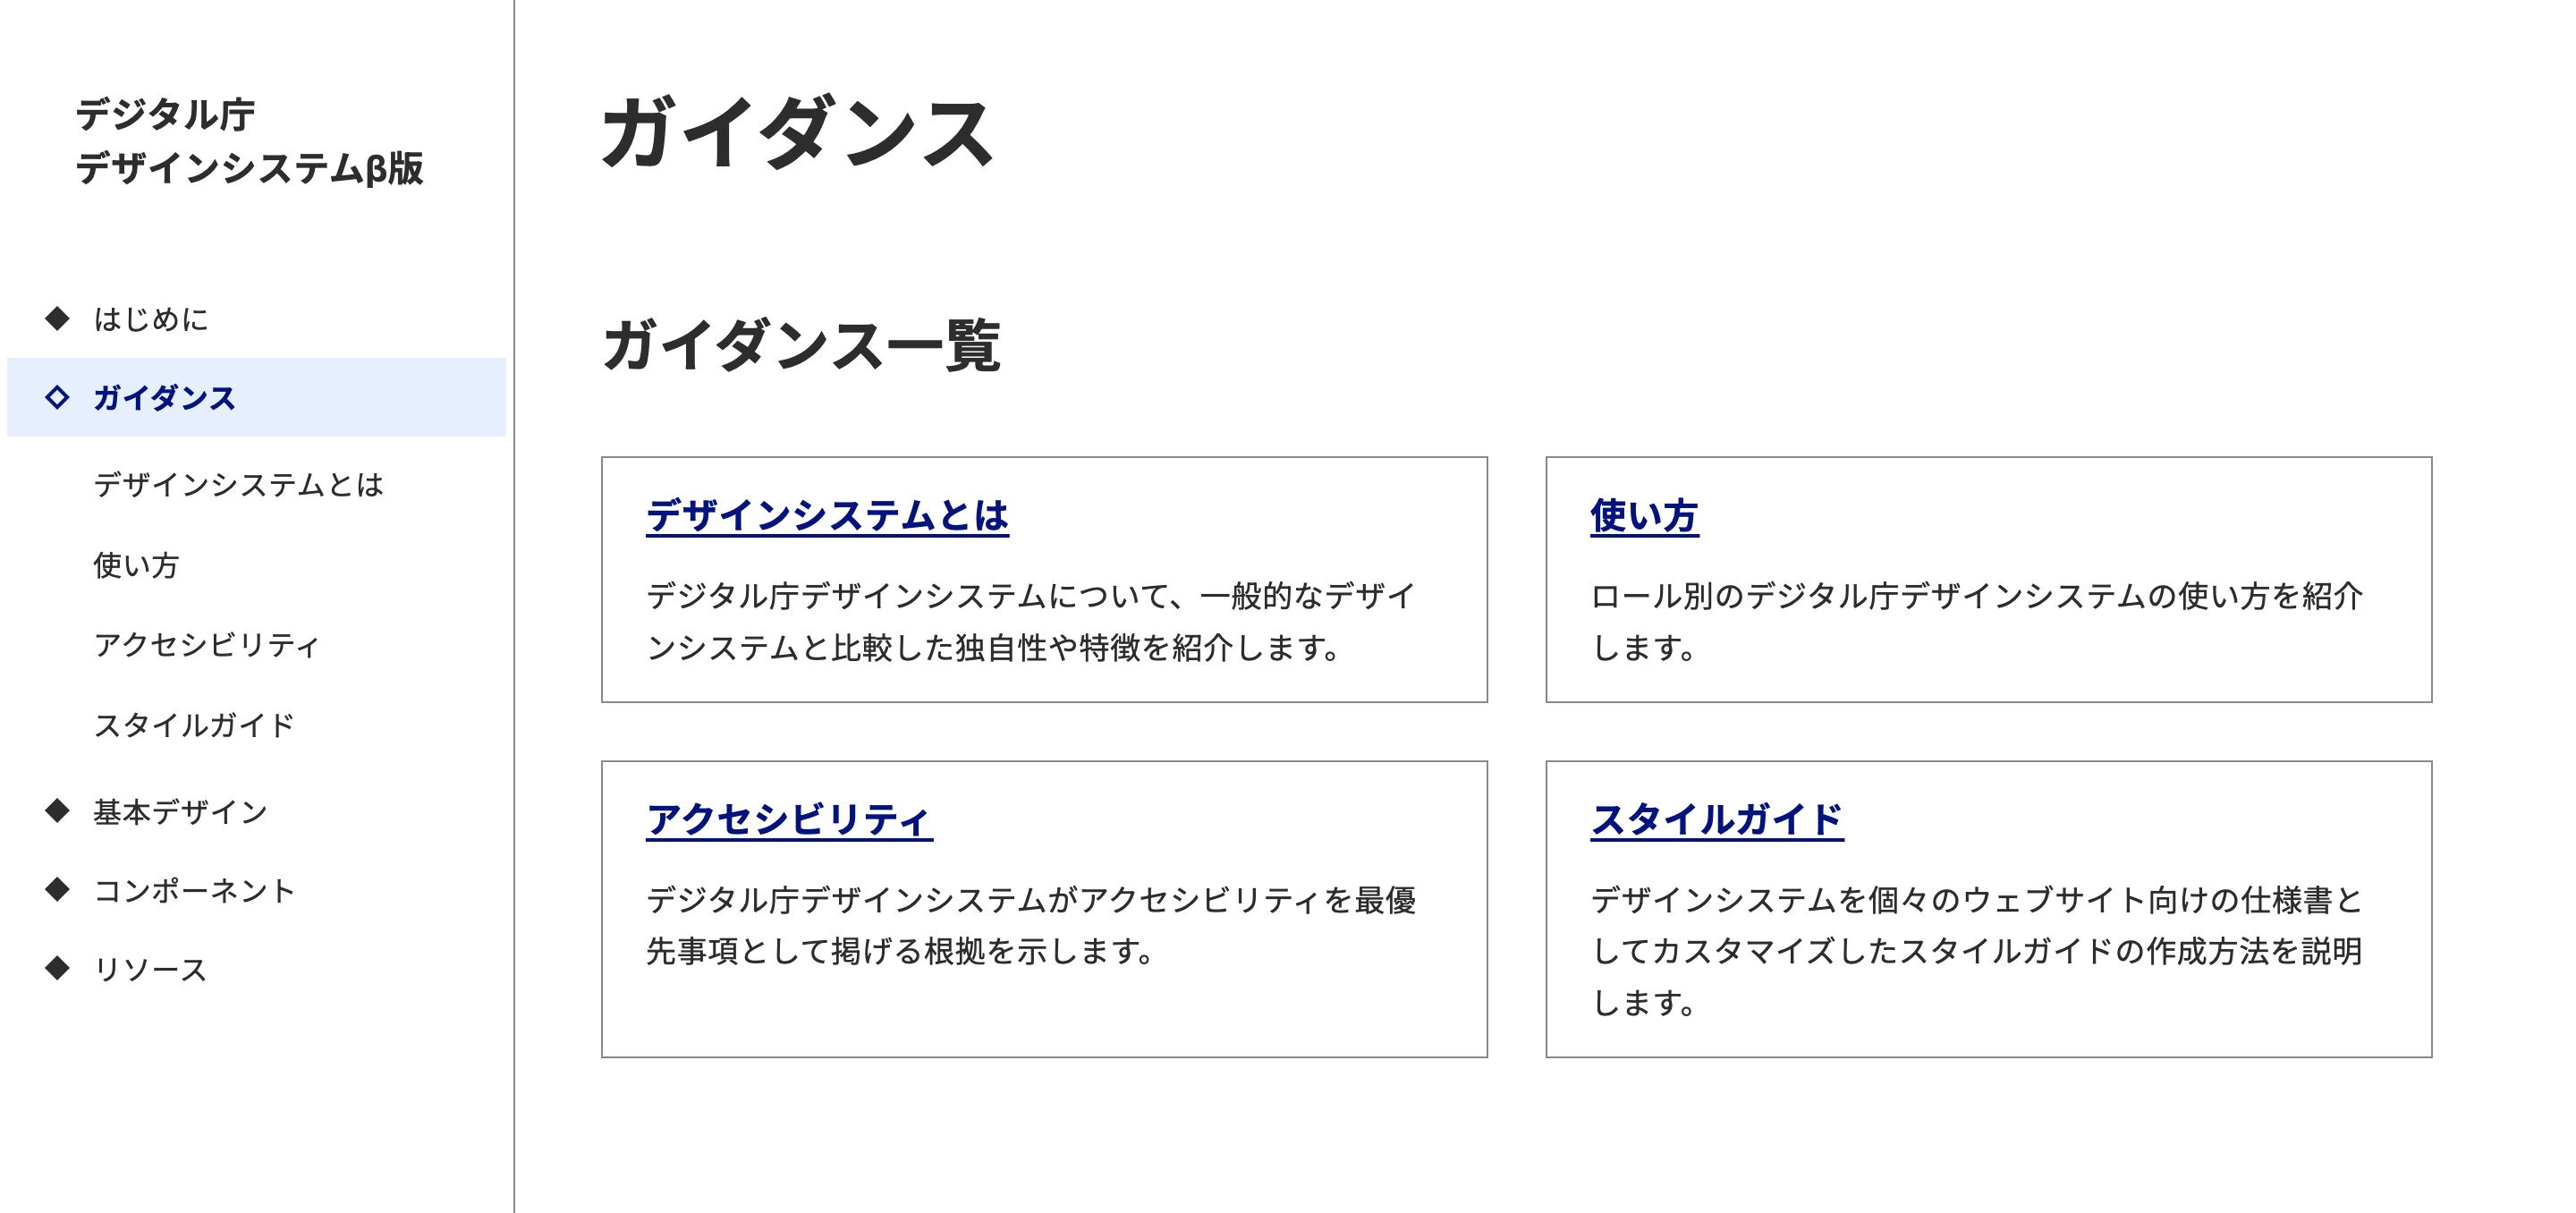 デジタル庁
デザインシステムβ版
◆ はじめに
◇ ガイダンス
デザインシステムとは
使い方
アクセシビリティ
スタイルガイド
◆ 基本デザイン
◆ コンポーネント
◆ リソース
ガイダンス
ガイダンス一覧
デザインシステムとは
デジタル庁デザインシステムについて、一般的なデザイ
ンシステムと比較した独自性や特徴を紹介します。
使い方
ロール別のデジタル庁デザインシステムの使い方を紹介
します。
アクセシビリティ
デジタル庁デザインシステムがアクセシビリティを最優
先事項として掲げる根拠を示します。
スタイルガイド
デザインシステムを個々のウェブサイト向けの仕様書と
してカスタマイズしたスタイルガイドの作成方法を説明
します。